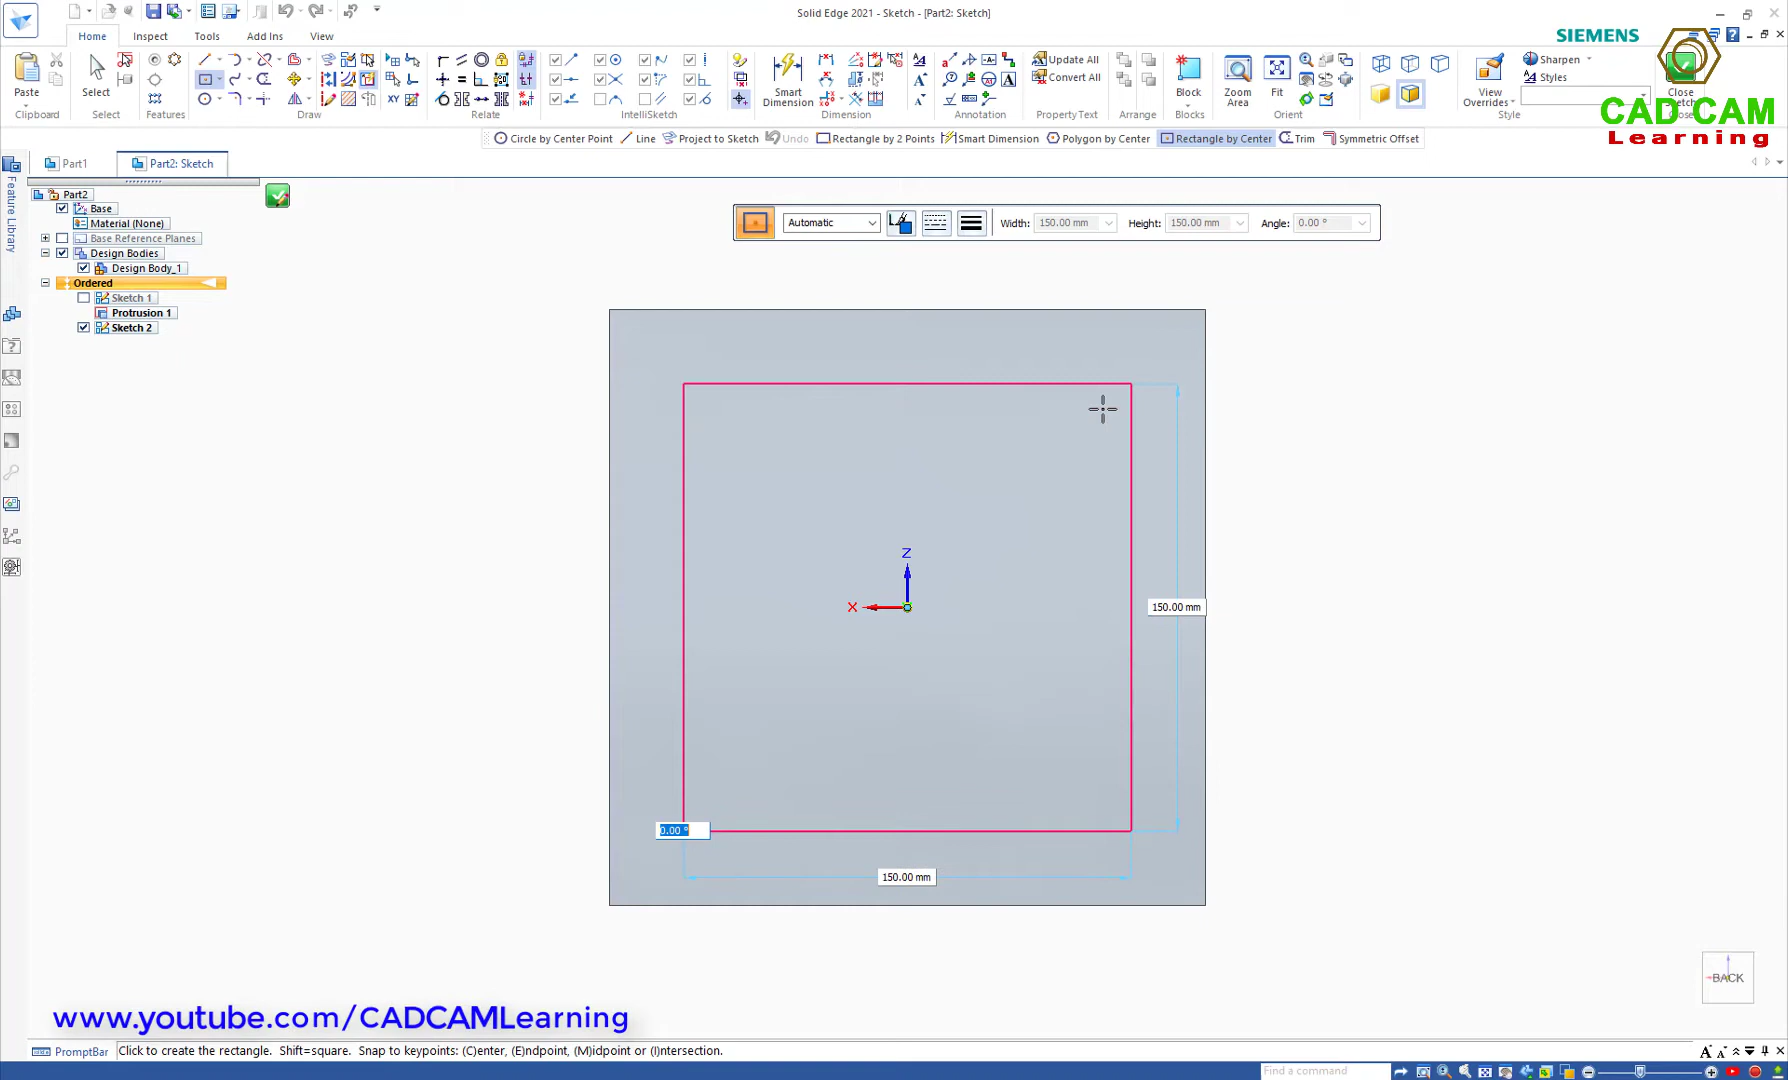 Solid Edge 2021 - Sketch - [Part2: Sketch]
Home
Inspect
Tools
Add Ins
View
SIEMENS
Paste
Select
Smart
Dimension
Update All
Convert All
Block
Zoom
Area
Fit
View
Overrides
Sharpen
Styles
Close
CAD CAM
Learning
Clipboard
Select
Features
Draw
Relate
IntelliSketch
Dimension
Annotation
Property Text
Arrange
Blocks
Orient
Style
Circle by Center Point
Line
Project to Sketch
Undo
Rectangle by 2 Points
Smart Dimension
Polygon by Center
Rectangle by Center
Trim
Symmetric Offset
Part1
Part2: Sketch
Feature Library
Part2
Base
Material (None)
Base Reference Planes
Design Bodies
Design Body_1
Ordered
Sketch 1
Protrusion 1
Sketch 2
Automatic
Width: 150.00 mm
Height: 150.00 mm
Angle: 0.00 °
Z
X
150.00 mm
0.00 °
150.00 mm
BACK
www.youtube.com/CADCAMLearning
PromptBar
Click to create the rectangle. Shift=square. Snap to keypoints: (C)enter, (E)ndpoint, (M)idpoint or (I)ntersection.
Find a command